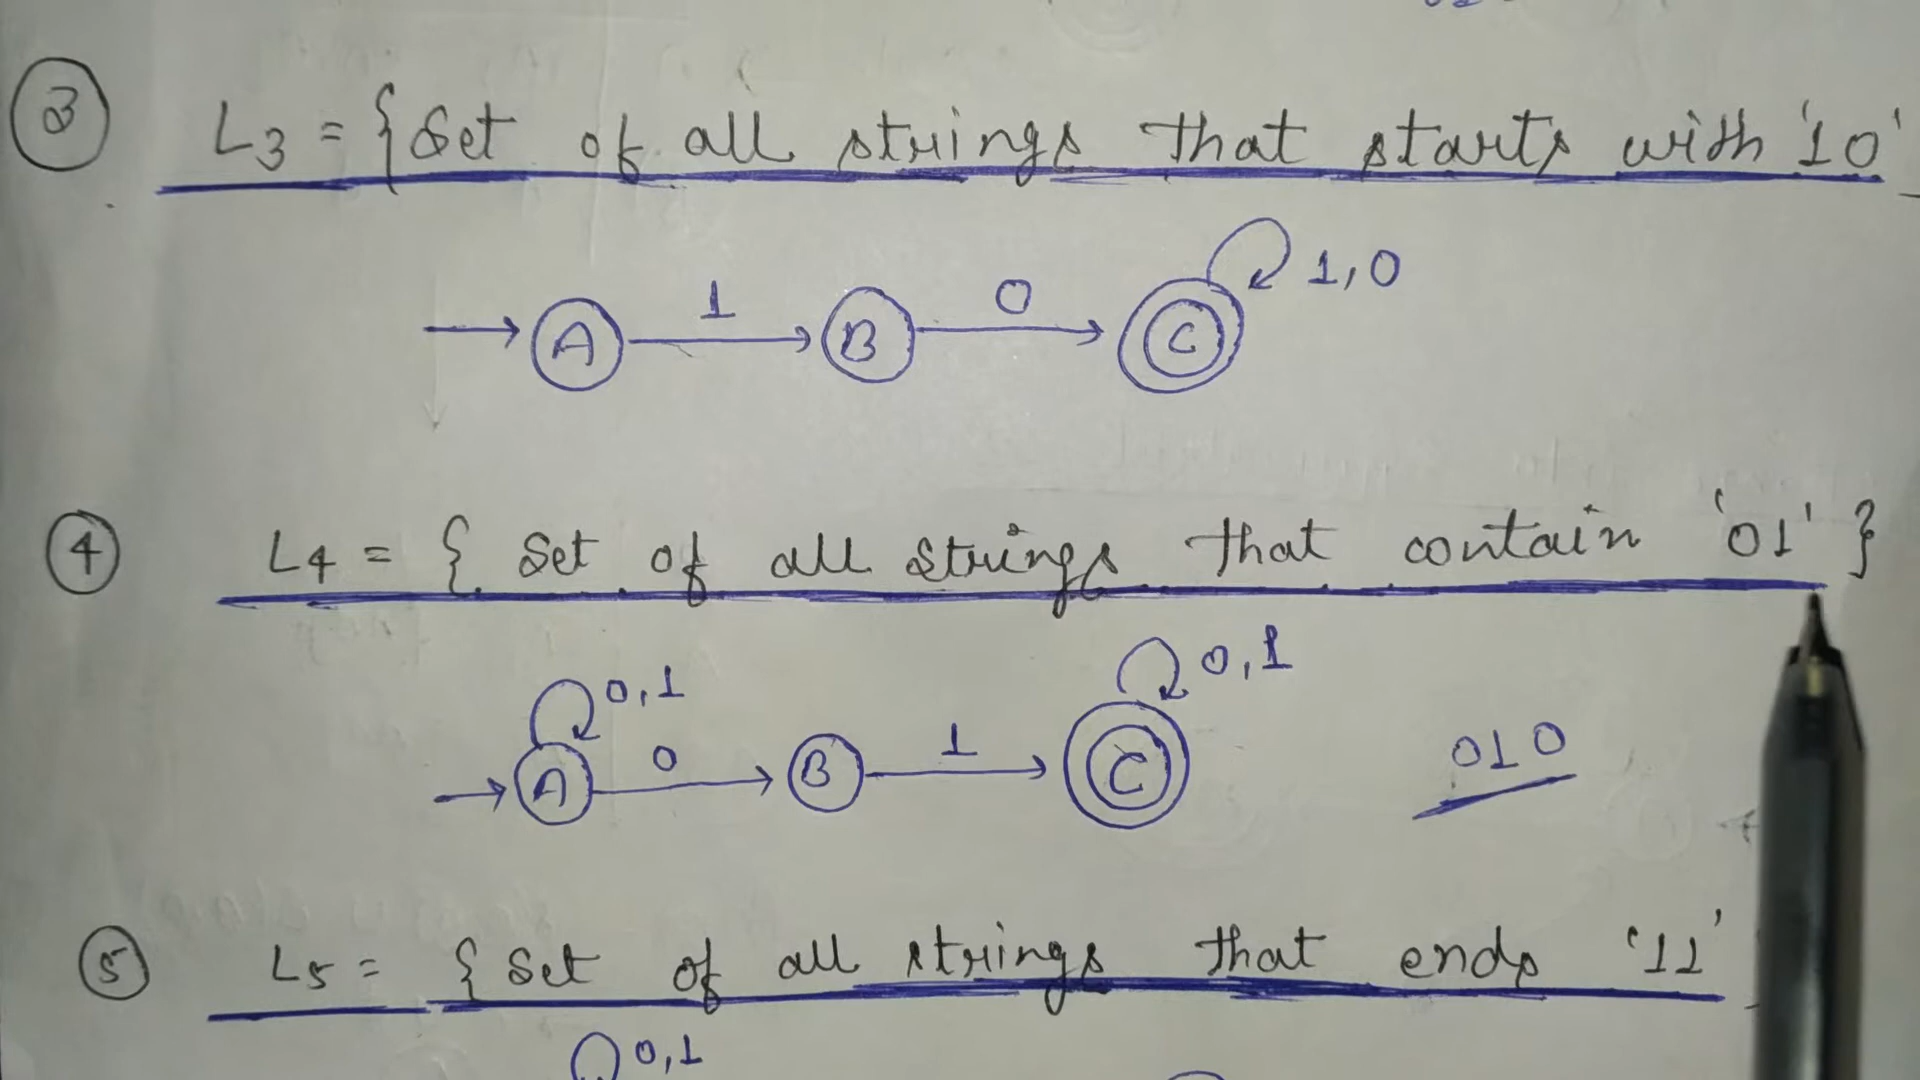 3 L3 = { Set of all strings that starts with '10'
1 0 1,0
A B C
4 L4 = { Set of all strings that contain '01' }
0,1 0 1 0,1
A B C 010
5 L5 = { Set of all strings that ends '11'
0,1